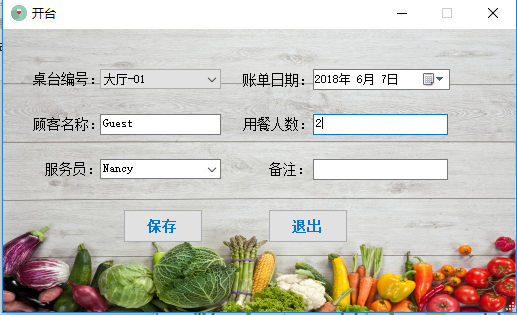 开台
桌台编号：大厅-01 账单日期：2018年 6月 7日
顾客名称：Guest 用餐人数：2
服务员：Nancy 备注：
保存 退出